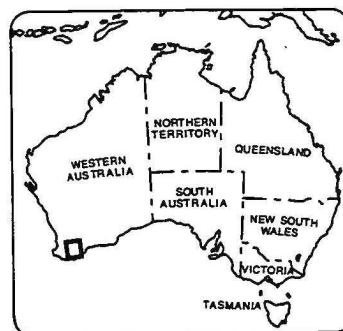 NORTHERN
TERRITORY
QUEENSLAND
WESTERN
AUSTRALIA
SOUTH
AUSTRALIA
NEW SOUTH
WALES
VICTORIA
TASMANIA